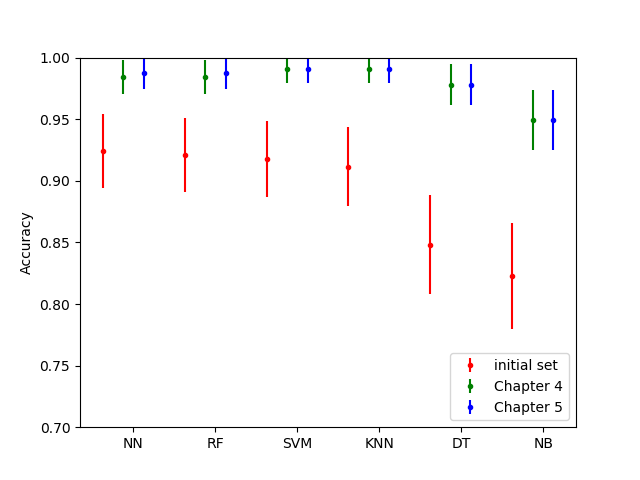 1.00
0.95
0.90
0.85
0.80
0.75
0.70
Accuracy
initial set
Chapter 4
Chapter 5
NN RF SVM KNN DT NB